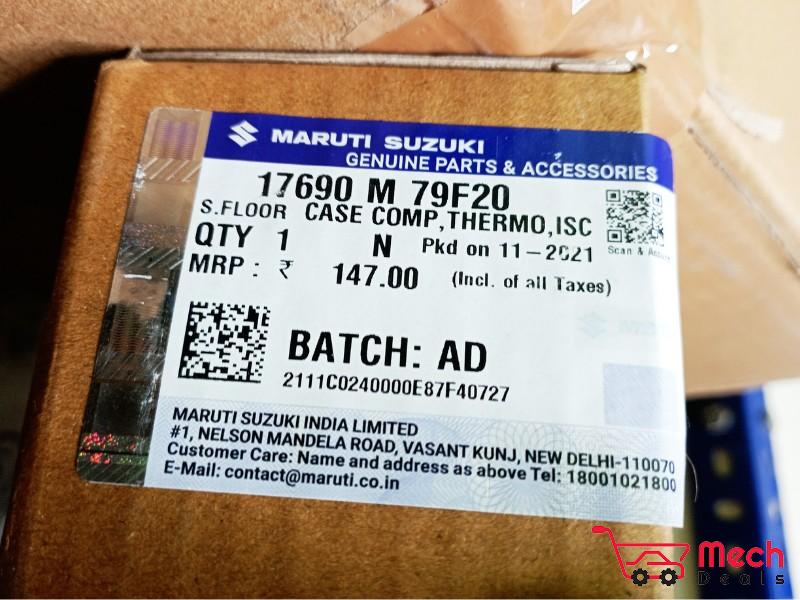 MARUTI SUZUKI
GENUINE PARTS & ACCESSORIES
17690 M 79F20
S.FLOOR CASE COMP,THERMO,ISC
QTY 1 N Pkd on 11-2021
Scan &
MRP : ₹ 147.00 (Incl. of all Taxes)
BATCH: AD
2111C0240000E87F40727
MARUTI SUZUKI INDIA LIMITED
#1, NELSON MANDELA ROAD, VASANT KUNJ, NEW DELHI-110070
Customer Care: Name and address as above Tel: 18001021800
E-Mail: contact@maruti.co.in
Mech
Deals